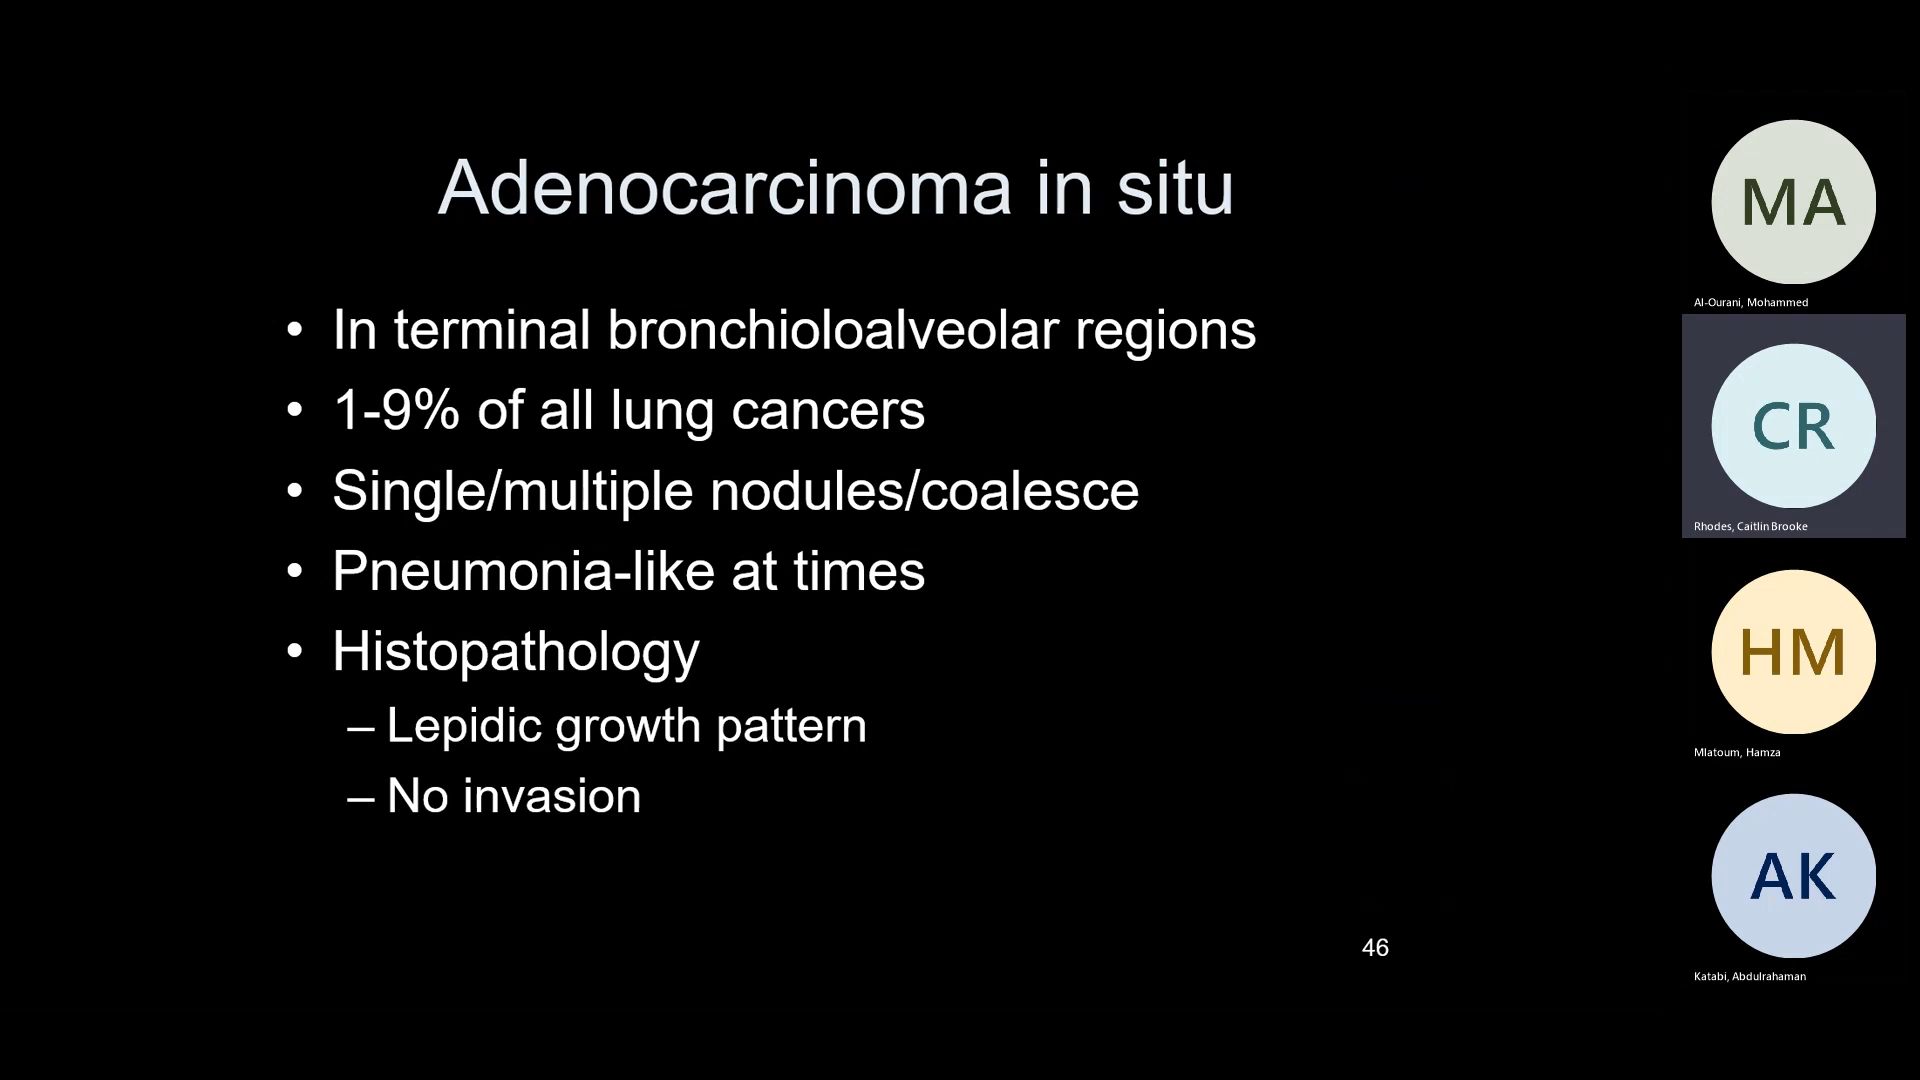 Adenocarcinoma in situ
• In terminal bronchioloalveolar regions
• 1-9% of all lung cancers
• Single/multiple nodules/coalesce
• Pneumonia-like at times
• Histopathology
– Lepidic growth pattern
– No invasion
46
MA
Al-Ourani, Mohammed
CR
Rhodes, Caitlin Brooke
HM
Mlatoum, Hamza
AK
Katabi, Abdulrahaman